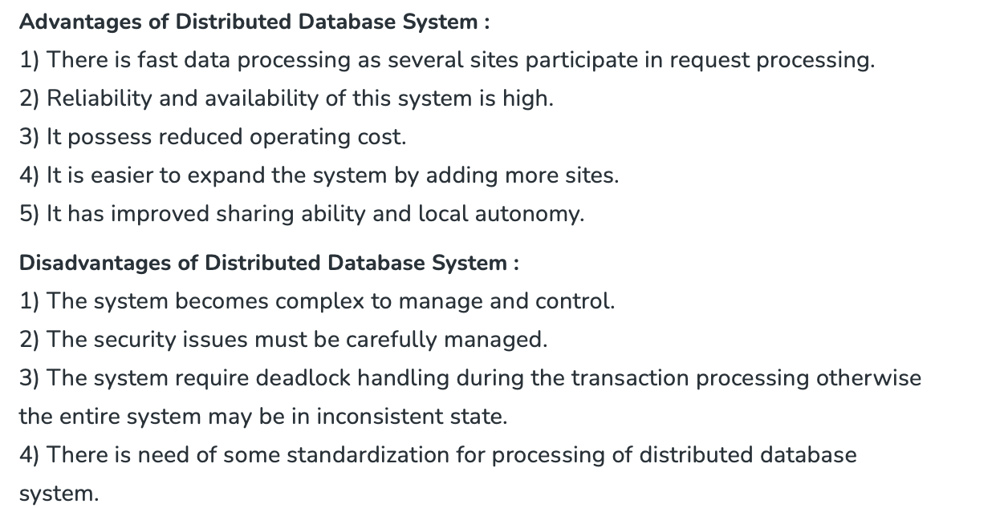 Advantages of Distributed Database System :
1) There is fast data processing as several sites participate in request processing.
2) Reliability and availability of this system is high.
3) It possess reduced operating cost.
4) It is easier to expand the system by adding more sites.
5) It has improved sharing ability and local autonomy.
Disadvantages of Distributed Database System :
1) The system becomes complex to manage and control.
2) The security issues must be carefully managed.
3) The system require deadlock handling during the transaction processing otherwise
the entire system may be in inconsistent state.
4) There is need of some standardization for processing of distributed database
system.